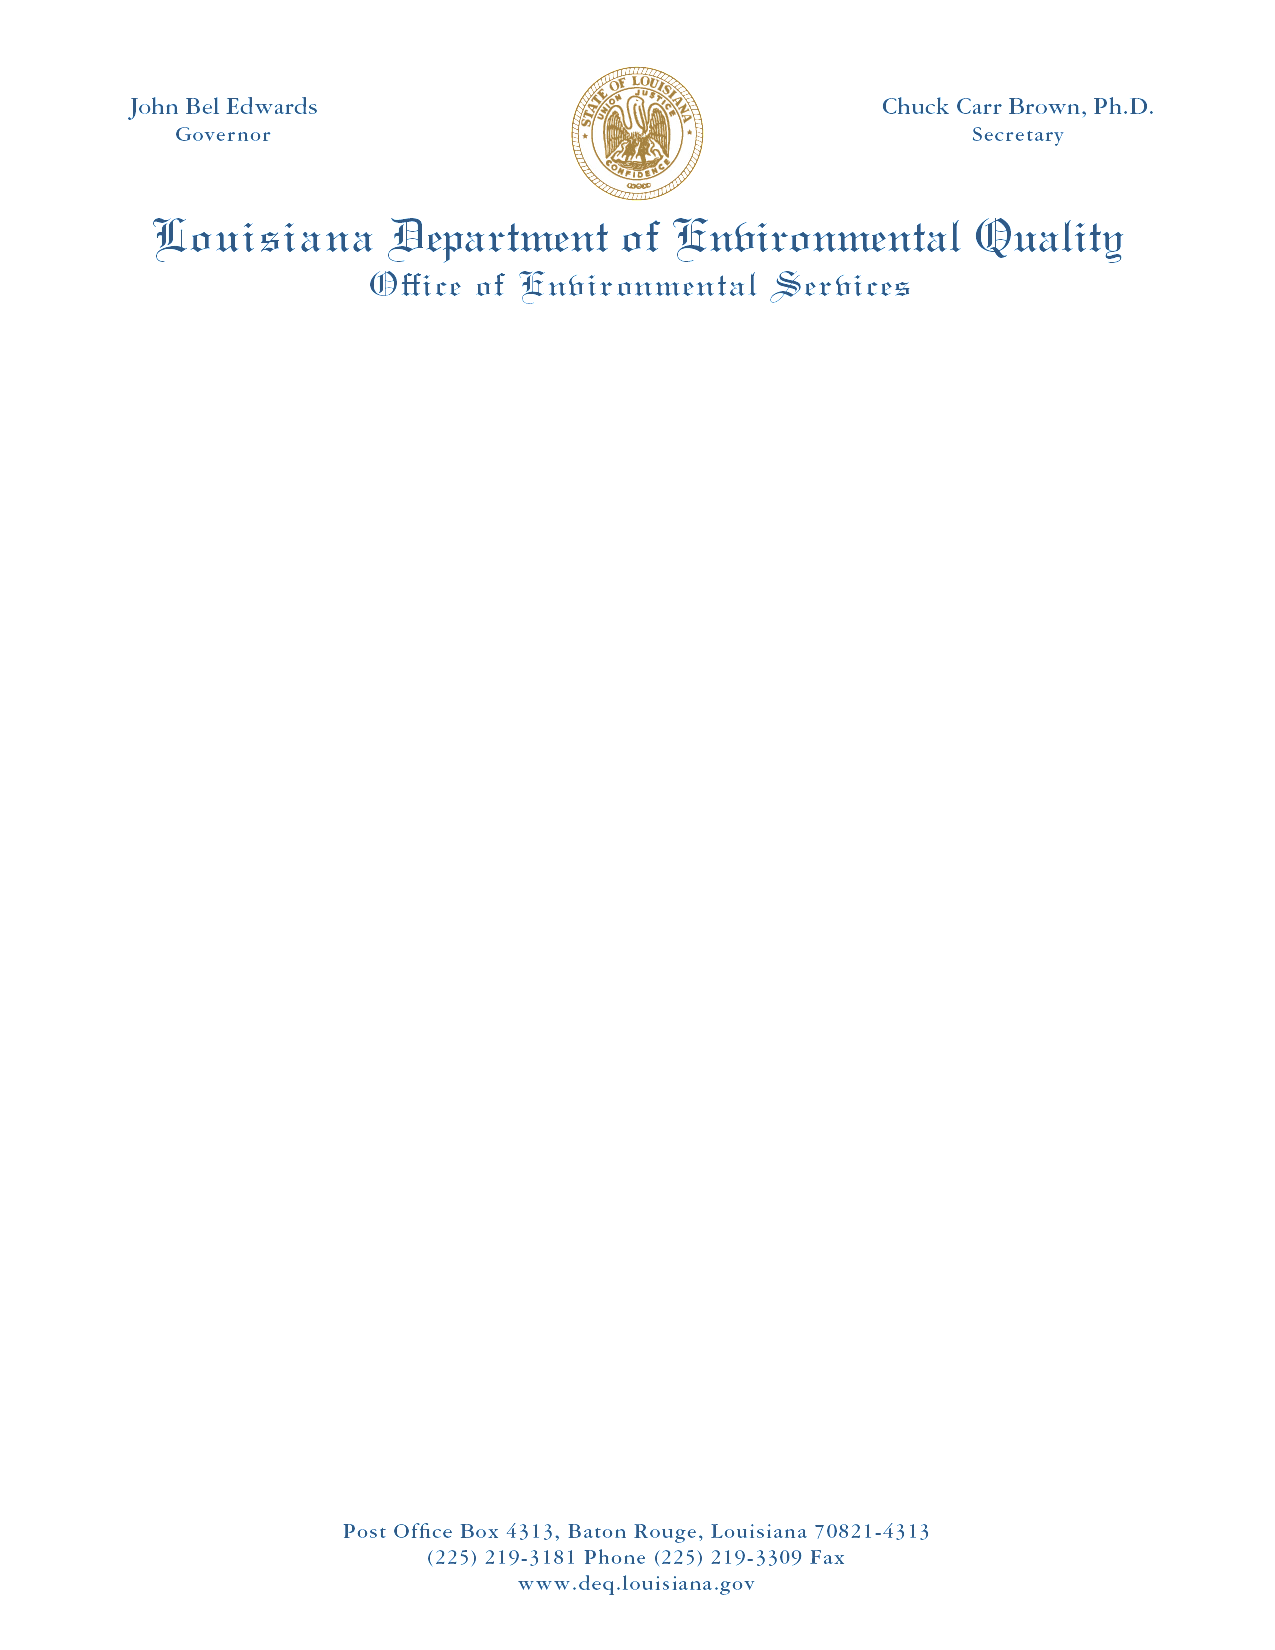 John Bel Edwards
Governor
STATE OF LOUISIANA
UNION JUSTICE
CONFIDENCE
Chuck Carr Brown, Ph.D.
Secretary
Louisiana Department of Environmental Quality
Office of Environmental Services
Post Office Box 4313, Baton Rouge, Louisiana 70821-4313
(225) 219-3181 Phone (225) 219-3309 Fax
www.deq.louisiana.gov